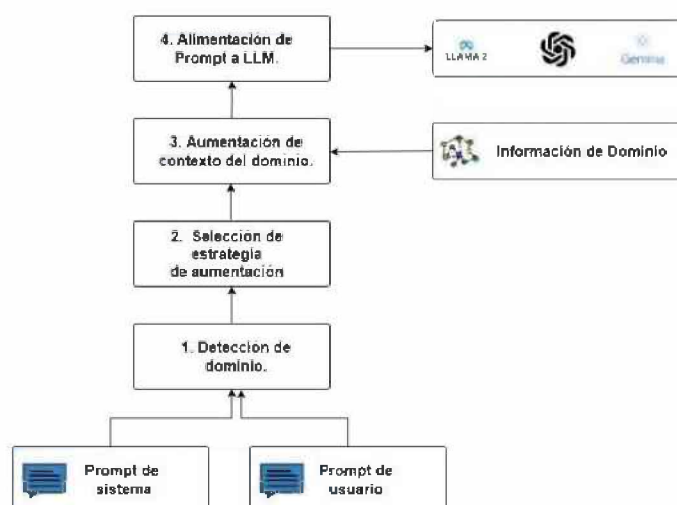 4. Alimentación de
Prompt a LLM.
LLAMA 2
Gemma
3. Aumentación de
contexto del dominio.
Información de Dominio
2. Selección de
estrategia
de aumentación
1. Detección de
dominio.
Prompt de
sistema
Prompt de
usuario